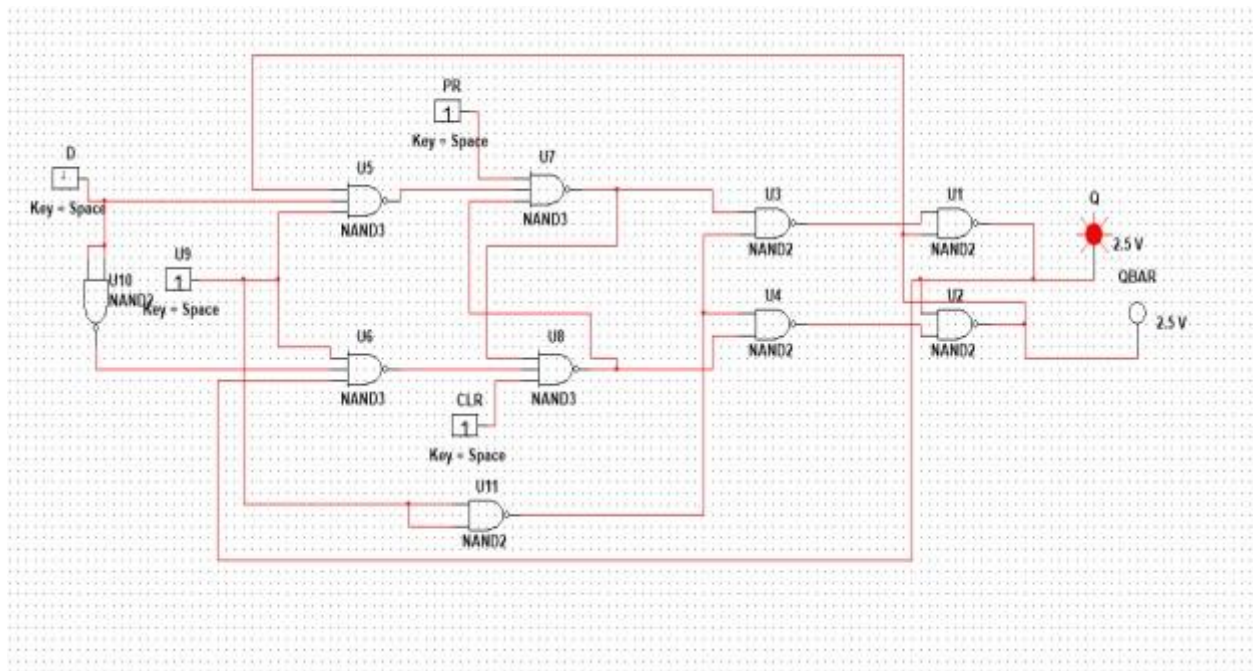 PR
1
Key = Space
D
Key = Space
U5
NAND3
U7
NAND3
U3
NAND2
U1
NAND2
Q
2.5 V
QBAR
2.5 V
U9
1
Key = Space
U10
NAND2
U4
NAND2
U2
NAND2
U6
NAND3
U8
NAND3
CLR
1
Key = Space
U11
NAND2